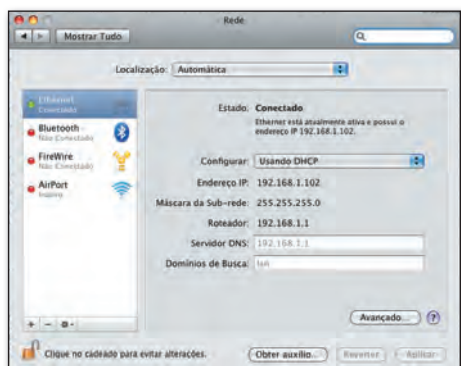 Rede
Mostrar Tudo
Localização: Automática
Ethernet
Conectado
Bluetooth
Não Conectado
FireWire
Não Conectado
AirPort
Inativo
Estado: Conectado
Ethernet está atualmente ativa e possui o
endereço IP 192.168.1.102.
Configurar: Usando DHCP
Endereço IP: 192.168.1.102
Máscara da Sub-rede: 255.255.255.0
Roteador: 192.168.1.1
Servidor DNS: 192.168.1.1
Domínios de Busca: lan
Avançado... ?
+ −
Clique no cadeado para evitar alterações.
Obter auxílio... Reverter Aplicar